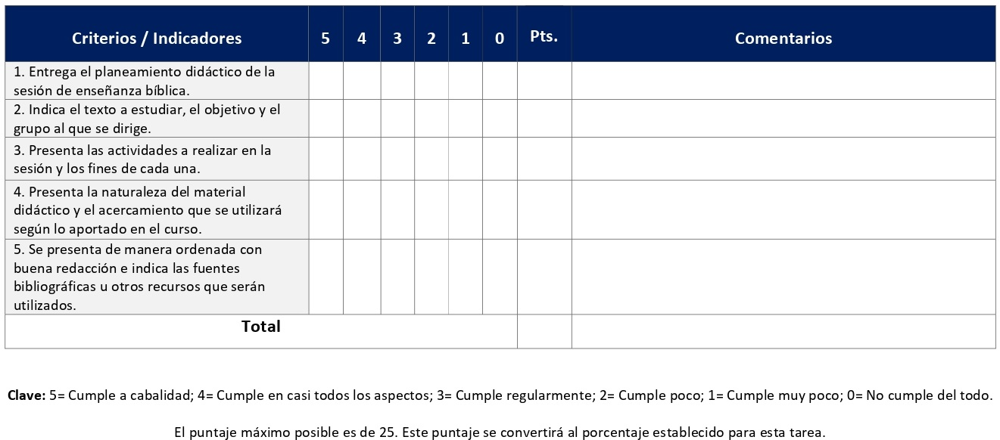 Criterios / Indicadores 5 4 3 2 1 0 Pts. Comentarios
1. Entrega el planeamiento didáctico de la
sesión de enseñanza bíblica.
2. Indica el texto a estudiar, el objetivo y el
grupo al que se dirige.
3. Presenta las actividades a realizar en la
sesión y los fines de cada una.
4. Presenta la naturaleza del material
didáctico y el acercamiento que se utilizará
según lo aportado en el curso.
5. Se presenta de manera ordenada con
buena redacción e indica las fuentes
bibliográficas u otros recursos que serán
utilizados.
Total
Clave: 5= Cumple a cabalidad; 4= Cumple en casi todos los aspectos; 3= Cumple regularmente; 2= Cumple poco; 1= Cumple muy poco; 0= No cumple del todo.
El puntaje máximo posible es de 25. Este puntaje se convertirá al porcentaje establecido para esta tarea.